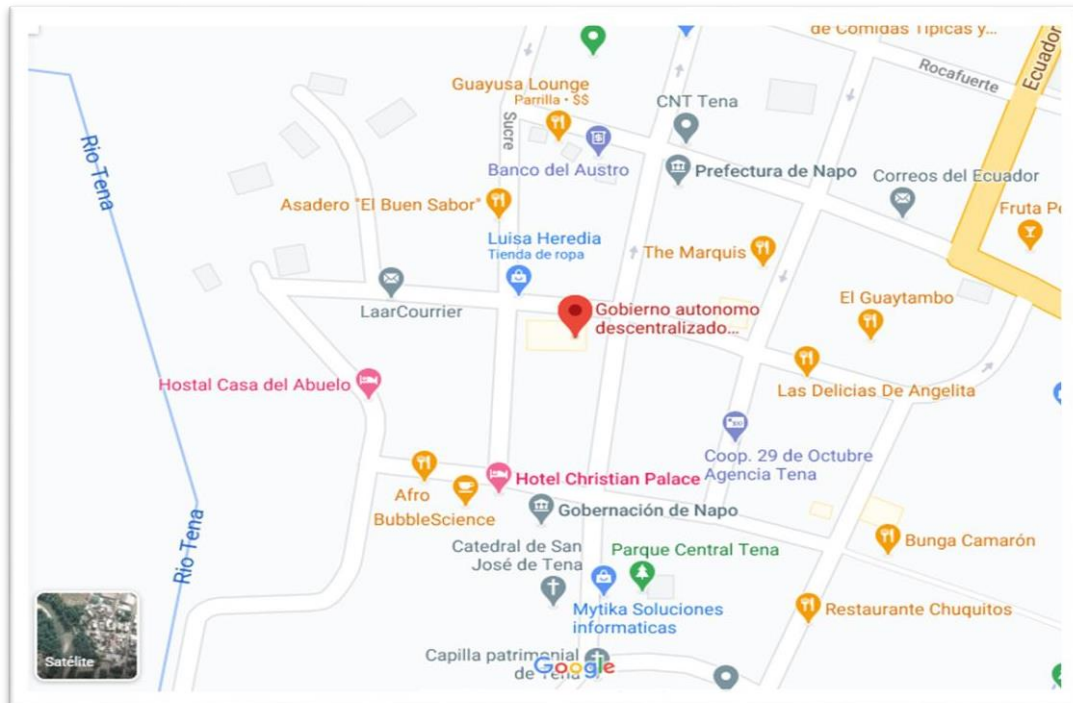 de Comidas Típicas y...
Ecuador
Rocafuerte
Guayusa Lounge
Parrilla • $$
CNT Tena
Sucre
Rio Tena
Banco del Austro
Prefectura de Napo
Correos del Ecuador
Asadero "El Buen Sabor"
Fruta Pe
Luisa Heredia
Tienda de ropa
The Marquis
LaarCourrier
Gobierno autonomo
descentralizado...
El Guaytambo
Hostal Casa del Abuelo
Las Delicias De Angelita
Coop. 29 de Octubre
Agencia Tena
Hotel Christian Palace
Afro
BubbleScience
Gobernación de Napo
Rio Tena
Catedral de San
José de Tena
Parque Central Tena
Bunga Camarón
Mytika Soluciones
informaticas
Restaurante Chuquitos
Satélite
Capilla patrimonial
de Tena
Google